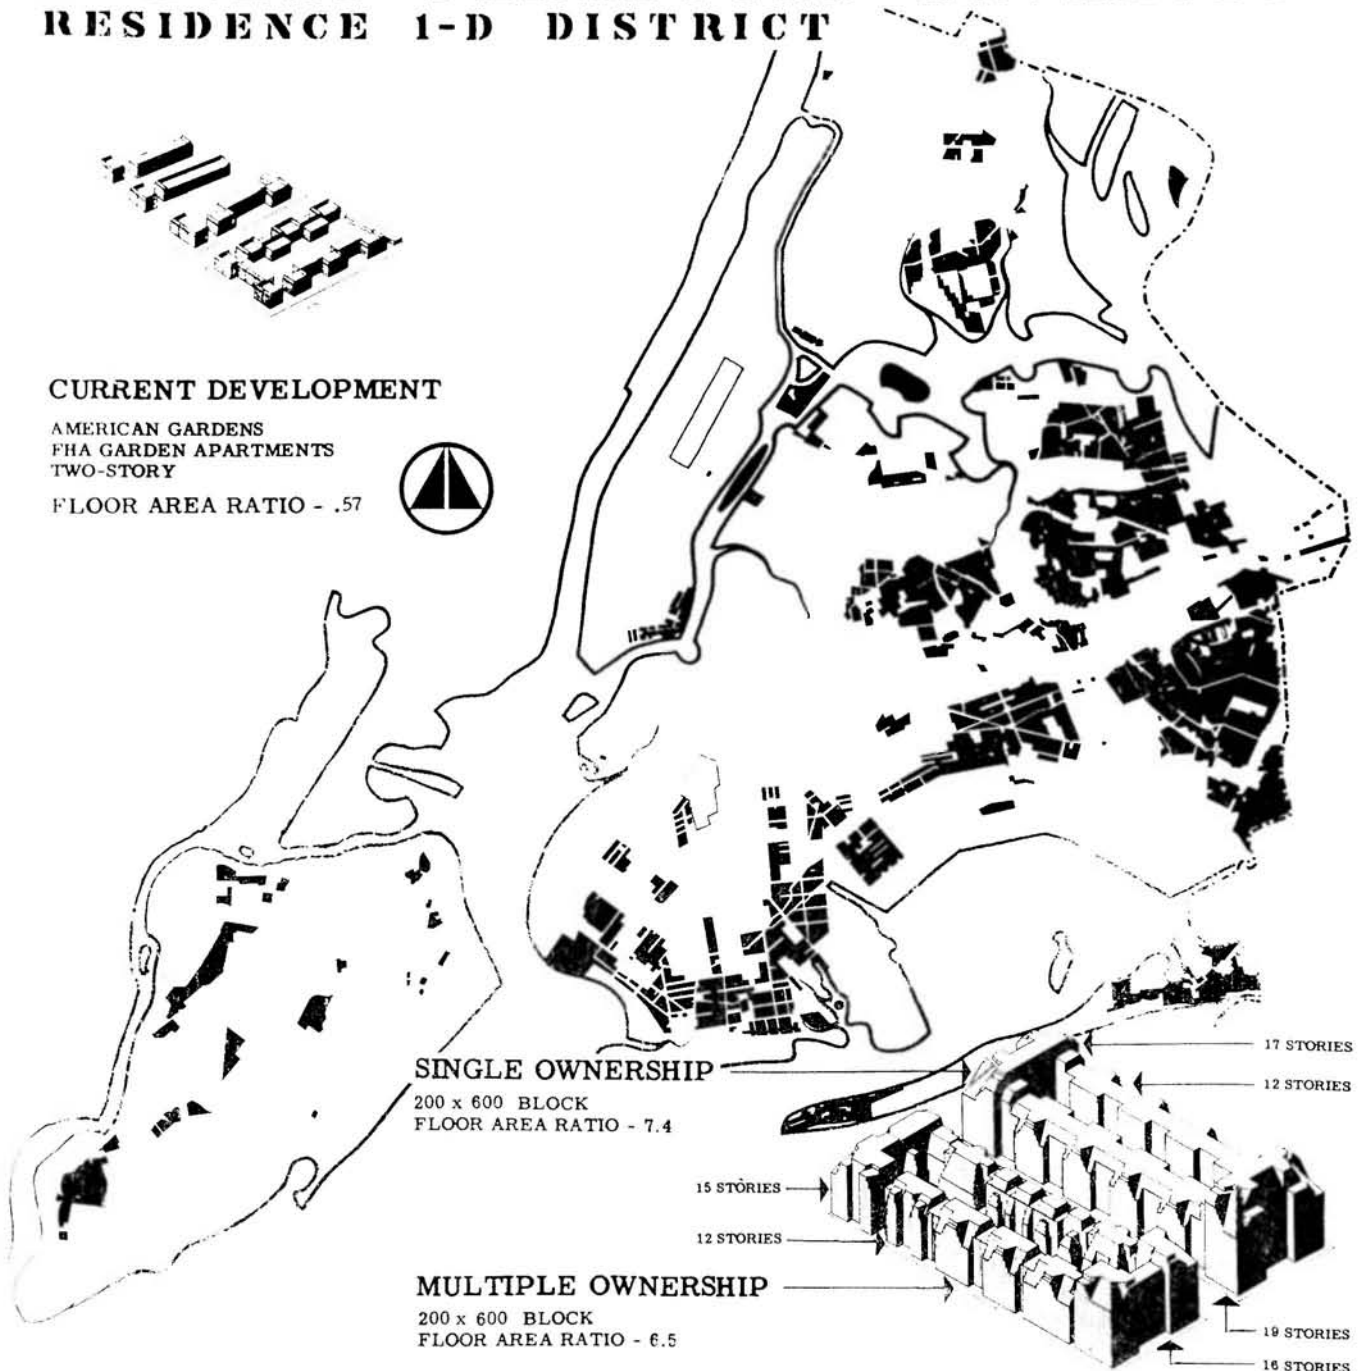 RESIDENCE 1-D DISTRICT
CURRENT DEVELOPMENT
AMERICAN GARDENS
FHA GARDEN APARTMENTS
TWO-STORY
FLOOR AREA RATIO - .57
SINGLE OWNERSHIP
200 x 600 BLOCK
FLOOR AREA RATIO - 7.4
17 STORIES
12 STORIES
15 STORIES
12 STORIES
MULTIPLE OWNERSHIP
200 x 600 BLOCK
FLOOR AREA RATIO - 6.5
19 STORIES
16 STORIES